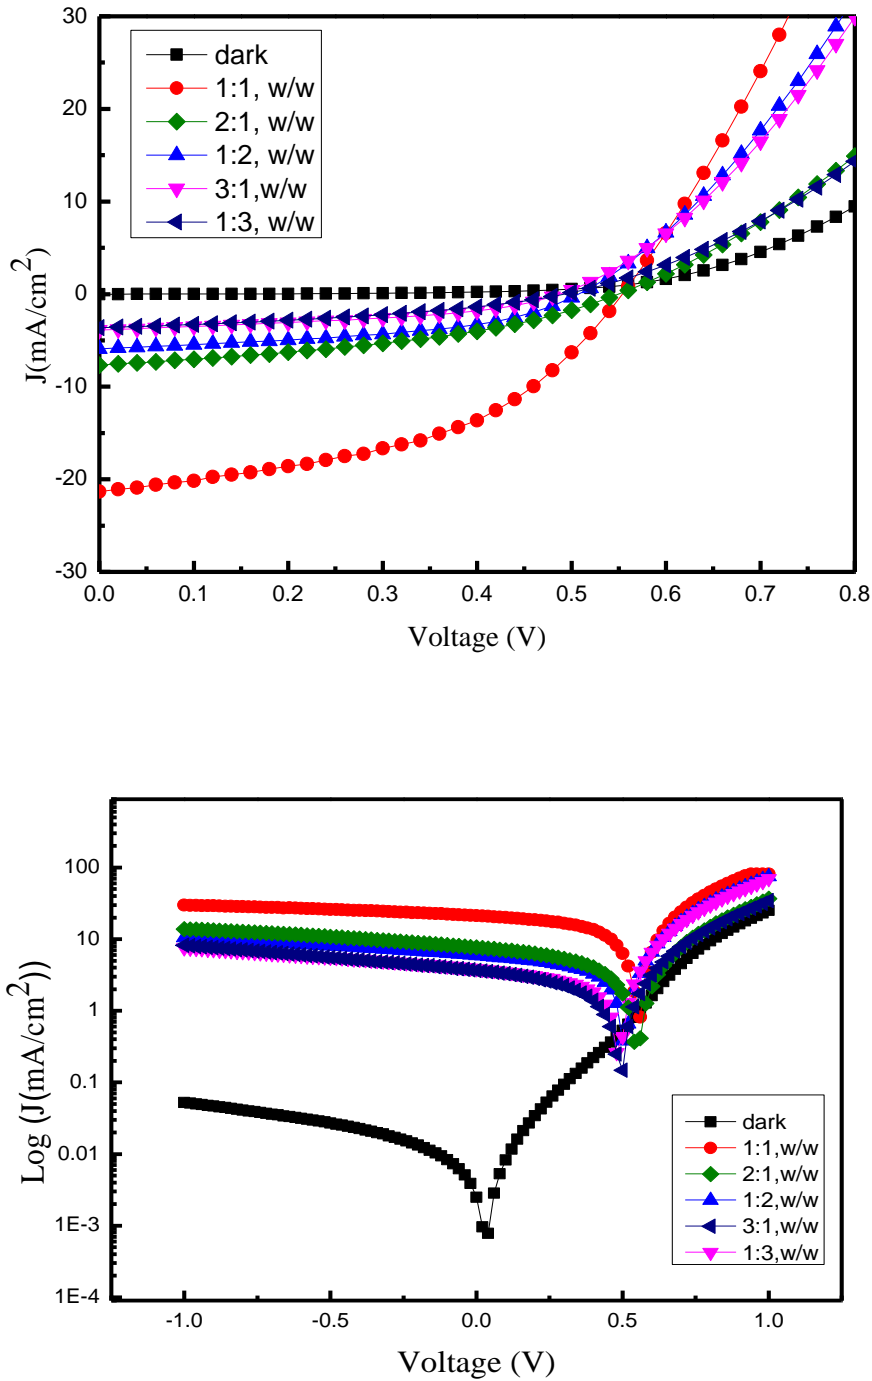 30
20
10
0
-10
-20
-30
J(mA/cm²)
dark
1:1, w/w
2:1, w/w
1:2, w/w
3:1,w/w
1:3, w/w
0.0 0.1 0.2 0.3 0.4 0.5 0.6 0.7 0.8
Voltage (V)
100
10
1
0.1
0.01
1E-3
1E-4
Log (J(mA/cm²))
dark
1:1,w/w
2:1,w/w
1:2,w/w
3:1,w/w
1:3,w/w
-1.0 -0.5 0.0 0.5 1.0
Voltage (V)